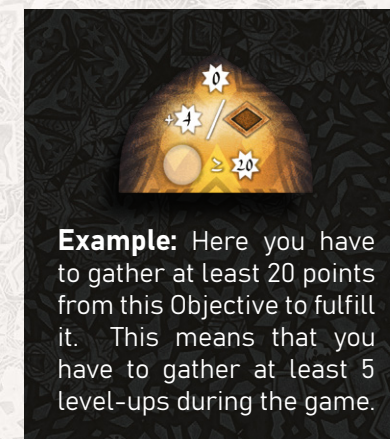 0
+4 /
≥ 20
Example: Here you have
to gather at least 20 points
from this Objective to fulfill
it. This means that you
have to gather at least 5
level-ups during the game.